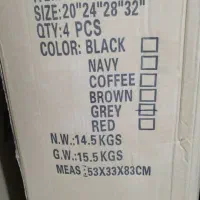 SIZE:20"24"28"32"
QTY:4 PCS
COLOR: BLACK
NAVY
COFFEE
BROWN
GREY
RED
N.W.:14.5KGS
G.W.:15.5KGS
MEAS :53X33X83CM